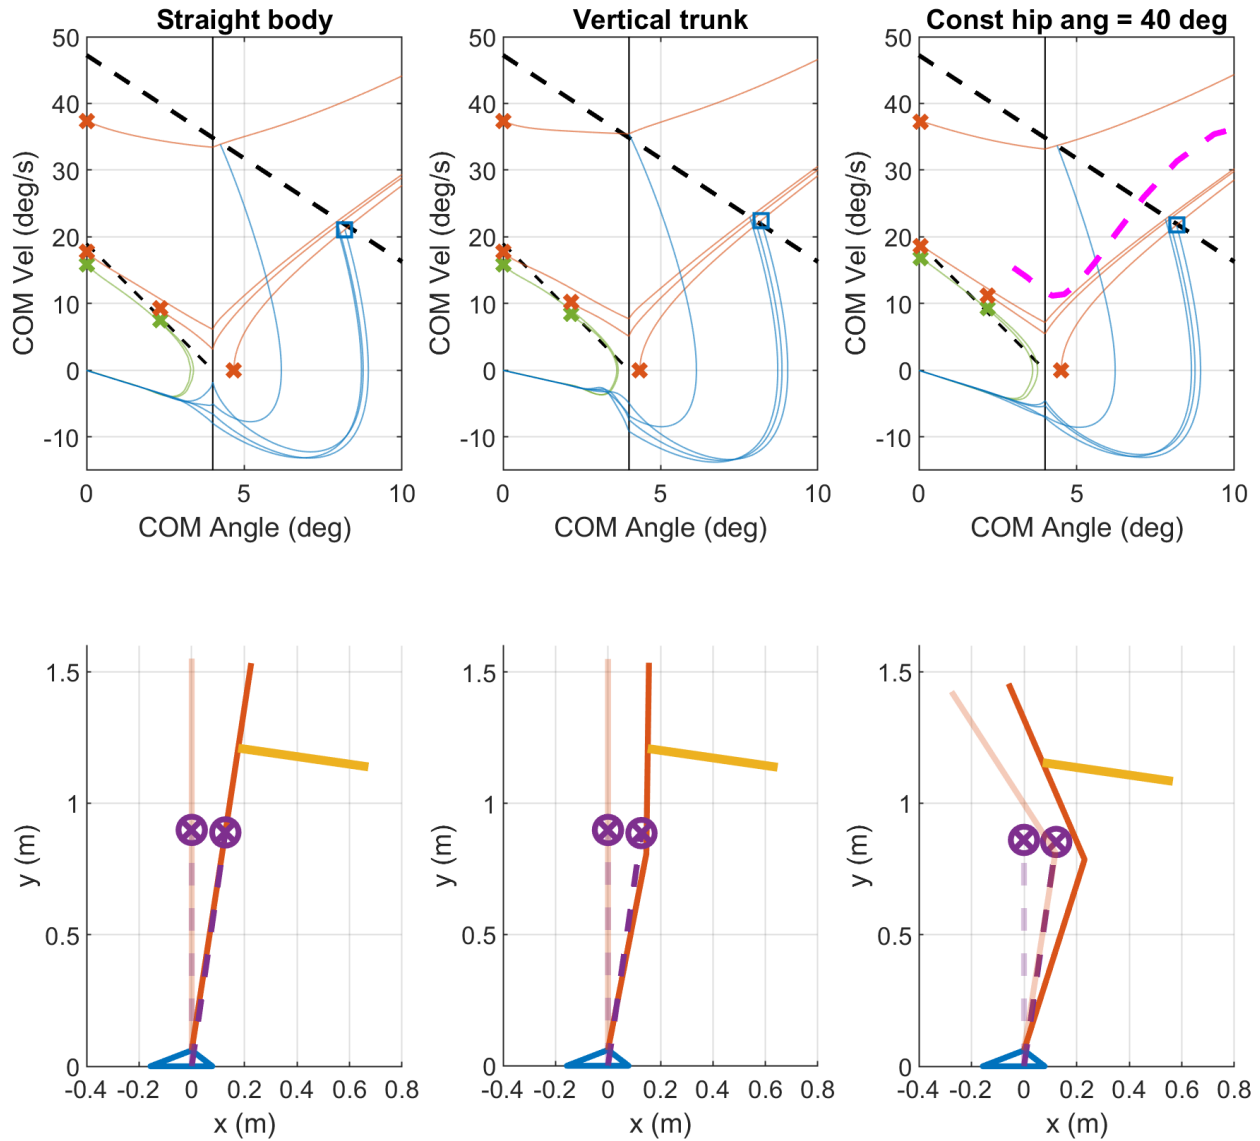 Straight body
Vertical trunk
Const hip ang = 40 deg
50
40
30
20
10
0
-10
COM Vel (deg/s)
0
5
10
COM Angle (deg)
50
40
30
20
10
0
-10
COM Vel (deg/s)
0
5
10
COM Angle (deg)
50
40
30
20
10
0
-10
COM Vel (deg/s)
0
5
10
COM Angle (deg)
1.5
1
0.5
0
y (m)
-0.4 -0.2 0 0.2 0.4 0.6 0.8
x (m)
1.5
1
0.5
0
y (m)
-0.4 -0.2 0 0.2 0.4 0.6 0.8
x (m)
1.5
1
0.5
0
y (m)
-0.4 -0.2 0 0.2 0.4 0.6 0.8
x (m)